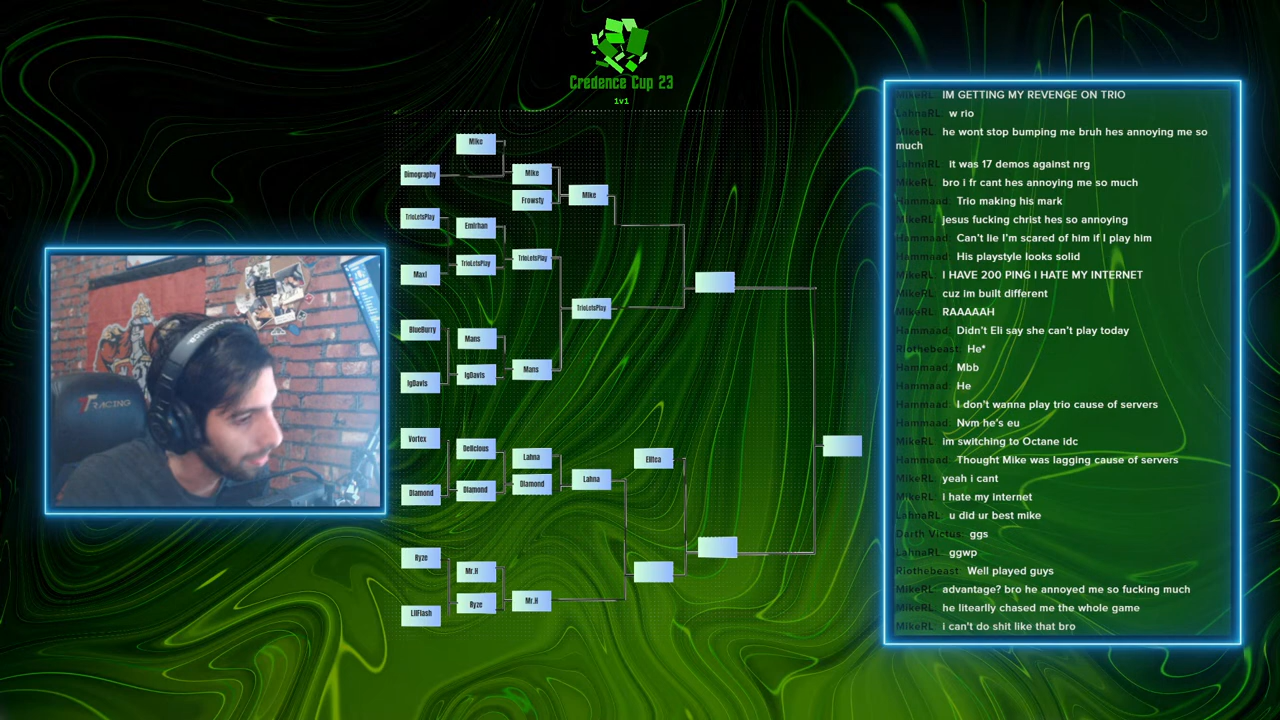 Credence Cup 23
1v1
Mike
Dimography
Mike
Frowsty
Mike
TrioLetsPlay
Emirhan
TrioLetsPlay
TrioLetsPlay
Maxi
TrioLetsPlay
BlueBurry
Mans
Mans
IgDavis
IgDavis
Vortex
Delicious
Lahna
Elitea
Diamond
Lahna
Diamond
Diamond
Ryze
Mr.H
Mr.H
Ryze
LilFlash
RACING
MikeRL: IM GETTING MY REVENGE ON TRIO
LahnaRL: w rio
MikeRL: he wont stop bumping me bruh hes annoying me so
much
LahnaRL: it was 17 demos against nrg
MikeRL: bro i fr cant hes annoying me so much
Hammaad: Trio making his mark
MikeRL: jesus fucking christ hes so annoying
Hammaad: Can't lie I'm scared of him if I play him
Hammaad: His playstyle looks solid
MikeRL: I HAVE 200 PING I HATE MY INTERNET
MikeRL: cuz im built different
MikeRL: RAAAAAH
Hammaad: Didn't Eli say she can't play today
Riothebeast: He*
Hammaad: Mbb
Hammaad: He
Hammaad: I don't wanna play trio cause of servers
Hammaad: Nvm he's eu
MikeRL: im switching to Octane idc
Hammaad: Thought Mike was lagging cause of servers
MikeRL: yeah i cant
MikeRL: i hate my internet
LahnaRL: u did ur best mike
Darth Victus: ggs
LahnaRL: ggwp
Riothebeast: Well played guys
MikeRL: advantage? bro he annoyed me so fucking much
MikeRL: he litearlly chased me the whole game
MikeRL: i can't do shit like that bro